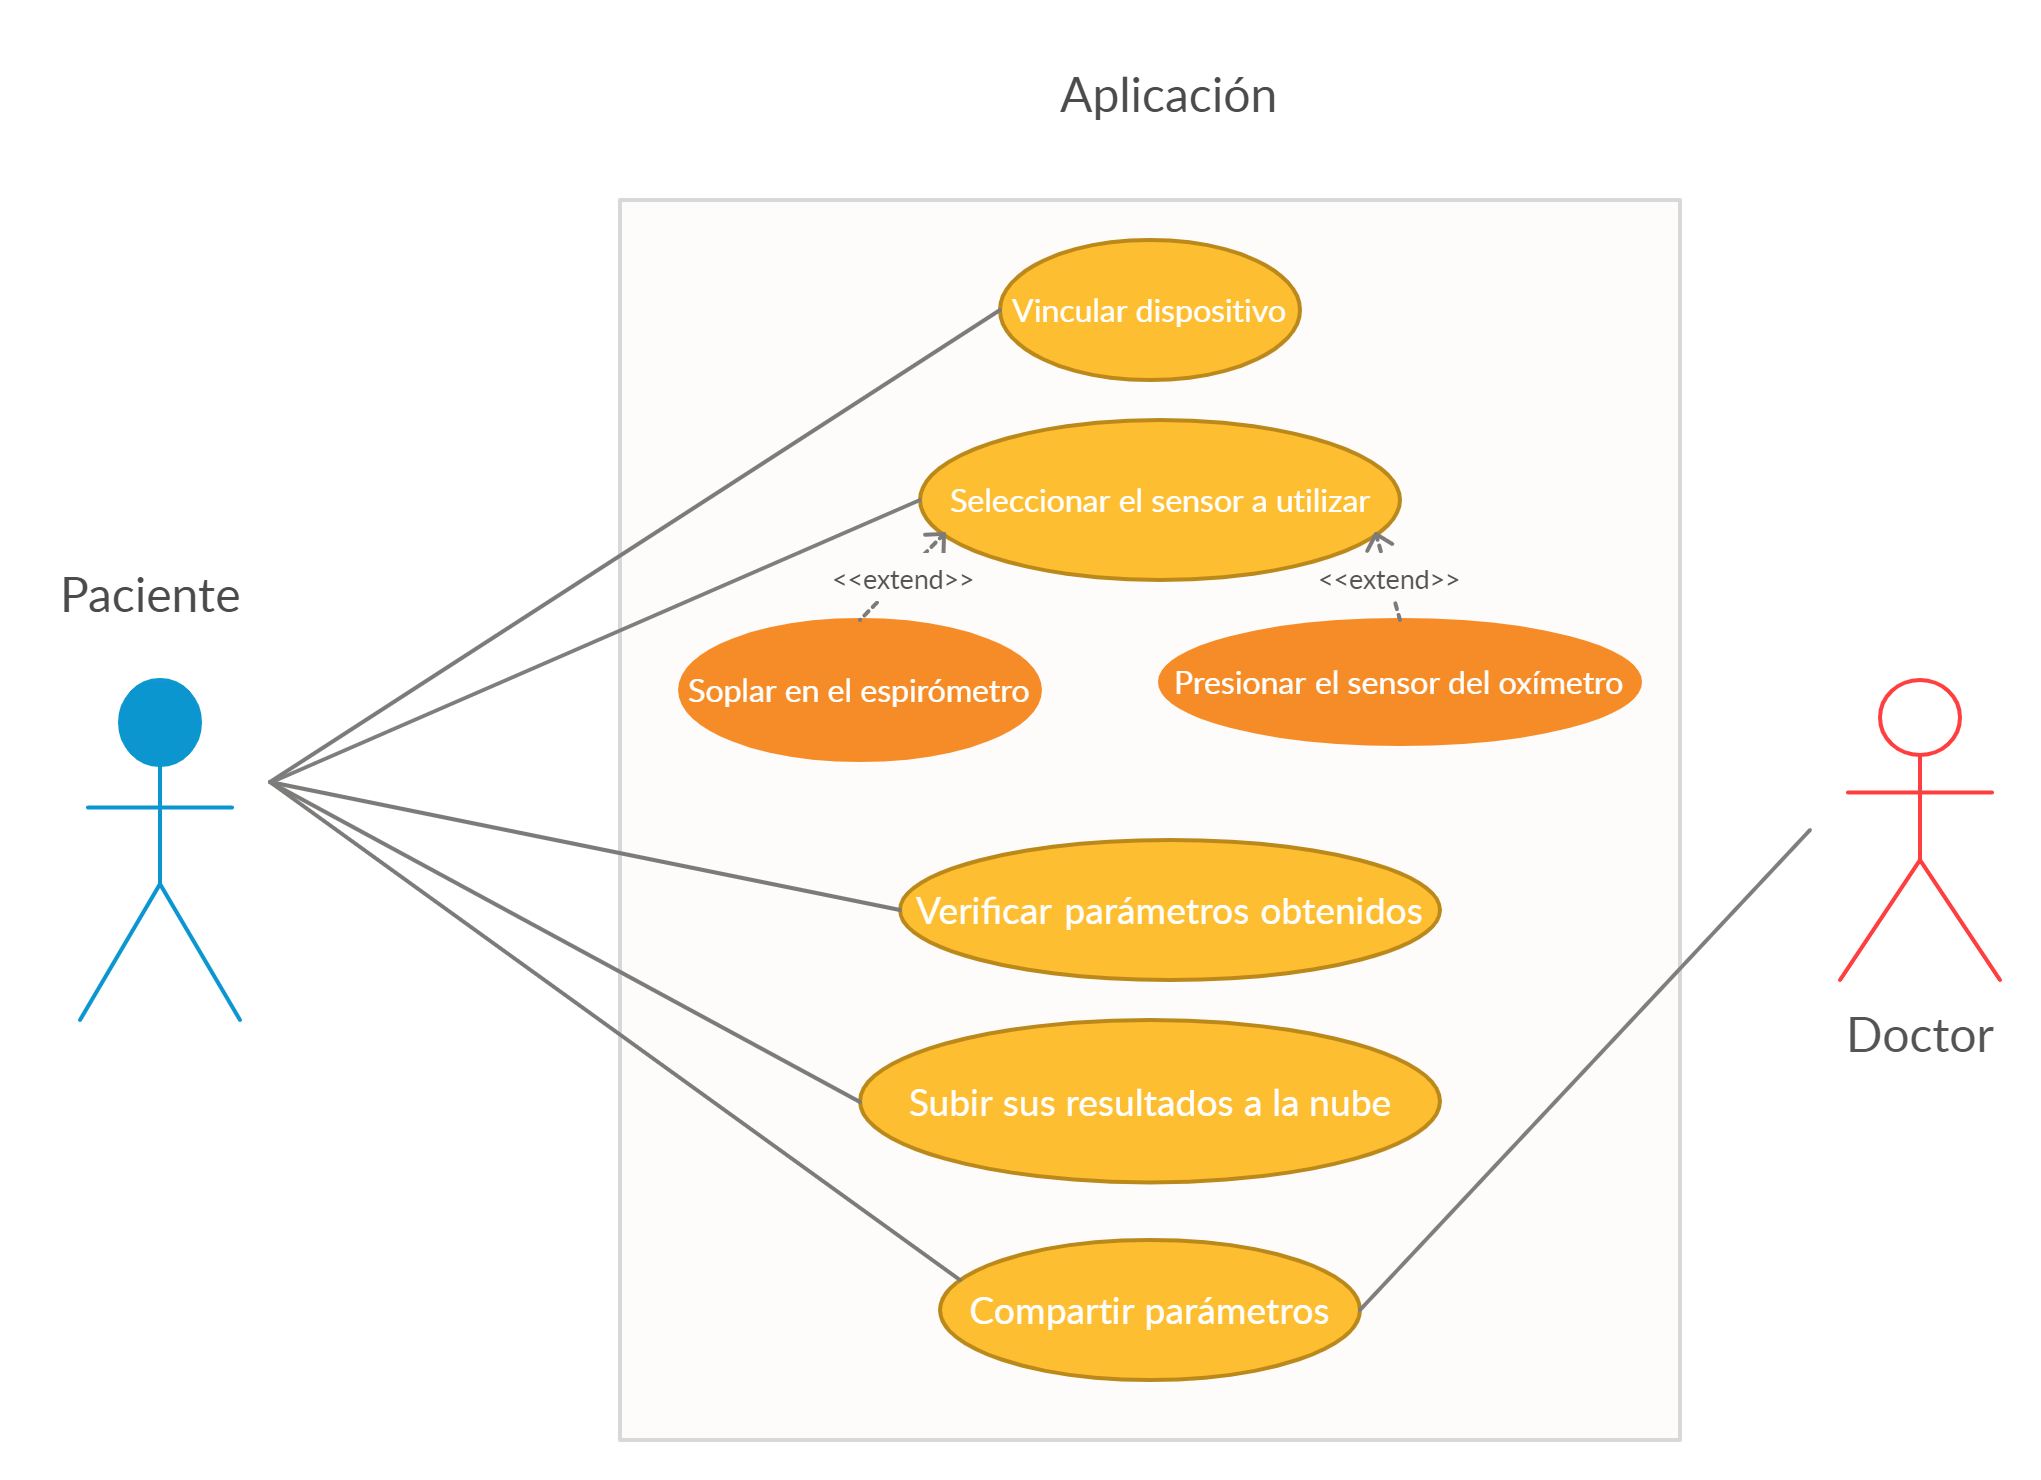 Aplicación
Vincular dispositivo
Seleccionar el sensor a utilizar
<<extend>>
<<extend>>
Paciente
Soplar en el espirómetro
Presionar el sensor del oxímetro
Verificar parámetros obtenidos
Doctor
Subir sus resultados a la nube
Compartir parámetros